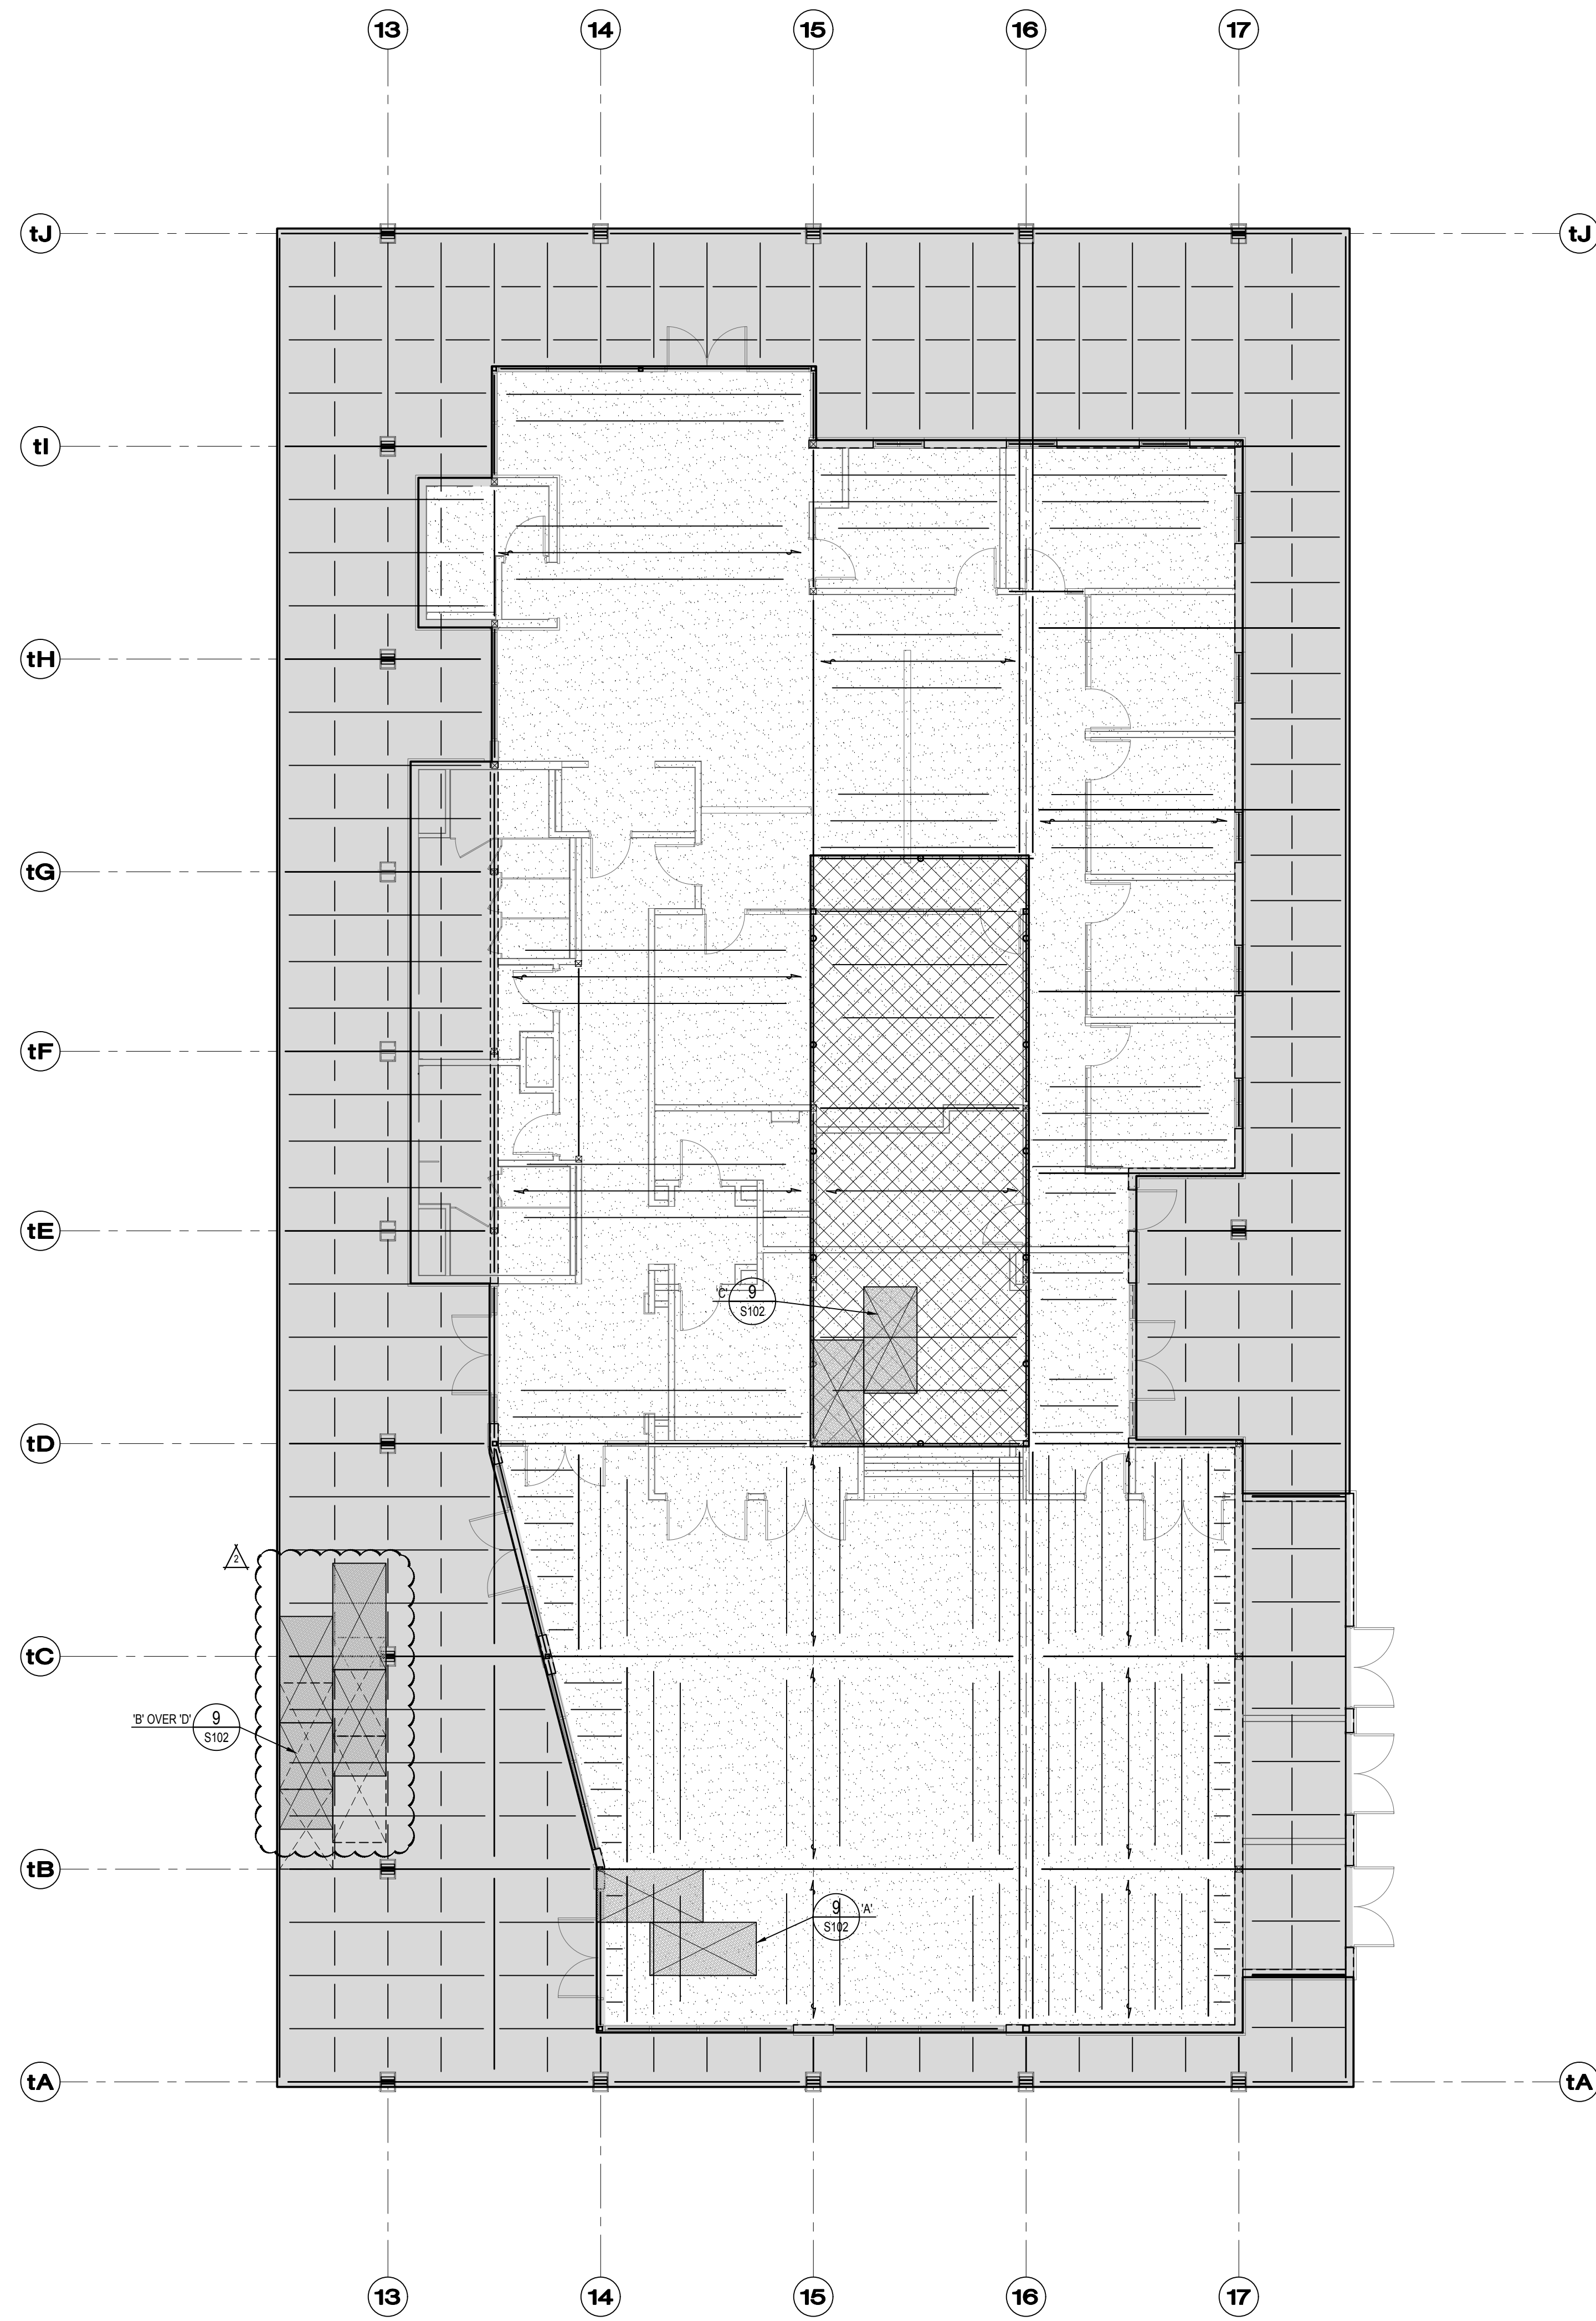 13 14 15 16 17
tJ tJ
tI
tH
tG
tF
tE
'C' 9
S102
tD
2
tC
'B' OVER 'D' 9
S102
tB
9 'A'
S102
tA tA
13 14 15 16 17